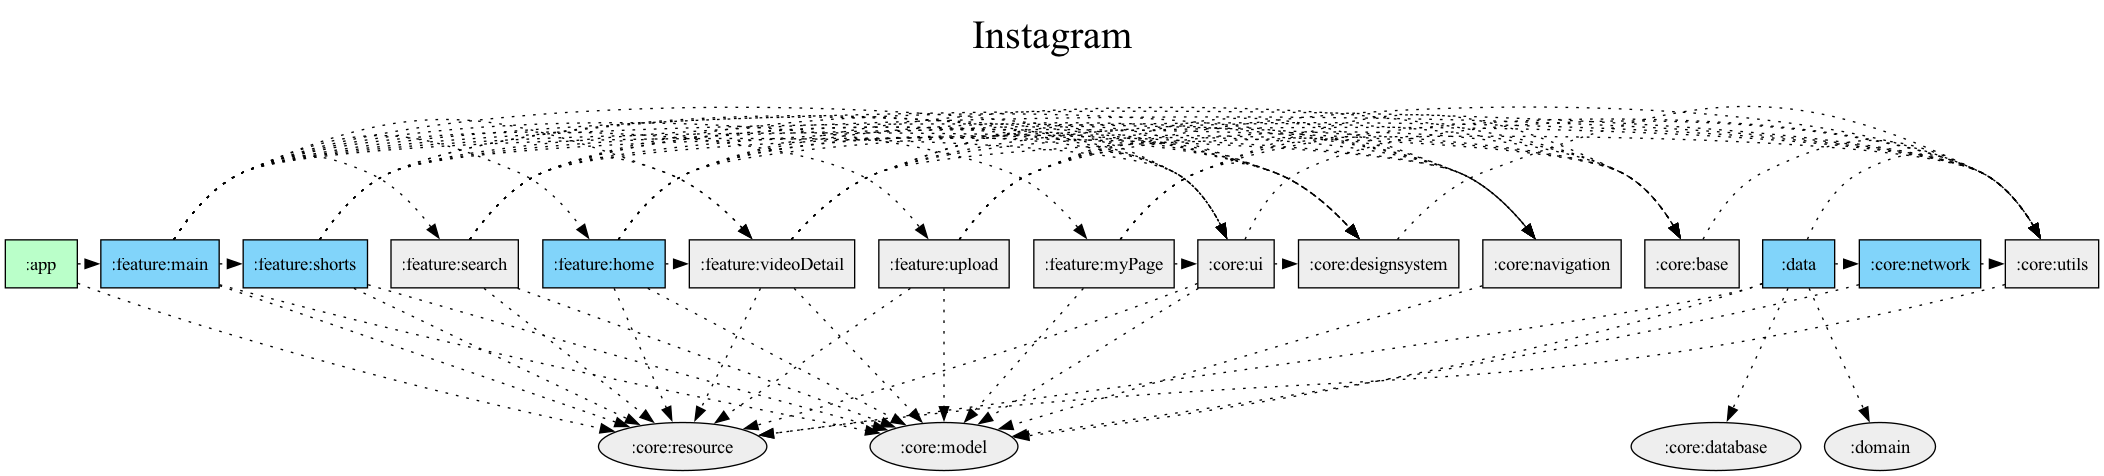 Instagram
:app
:feature:main
:feature:shorts
:feature:search
:feature:home
:feature:videoDetail
:feature:upload
:feature:myPage
:core:ui
:core:designsystem
:core:navigation
:core:base
:data
:core:network
:core:utils
:core:resource
:core:model
:core:database
:domain